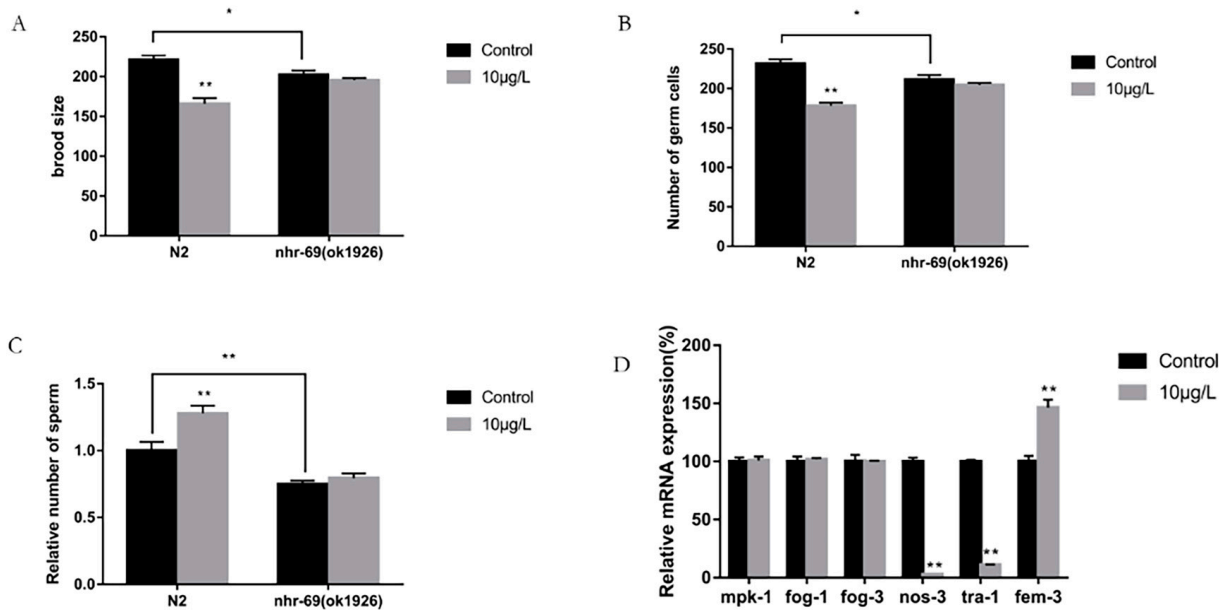 A
brood size
250
200
150
100
50
0
*
**
N2
nhr-69(ok1926)
Control
10μg/L
B
Number of germ cells
250
200
150
100
50
0
*
**
N2
nhr-69(ok1926)
Control
10μg/L
C
Relative number of sperm
1.5
1.0
0.5
0.0
**
**
N2
nhr-69(ok1926)
Control
10μg/L
D
Relative mRNA expression(%)
200
150
100
50
0
**
**
**
mpk-1 fog-1 fog-3 nos-3 tra-1 fem-3
Control
10μg/L